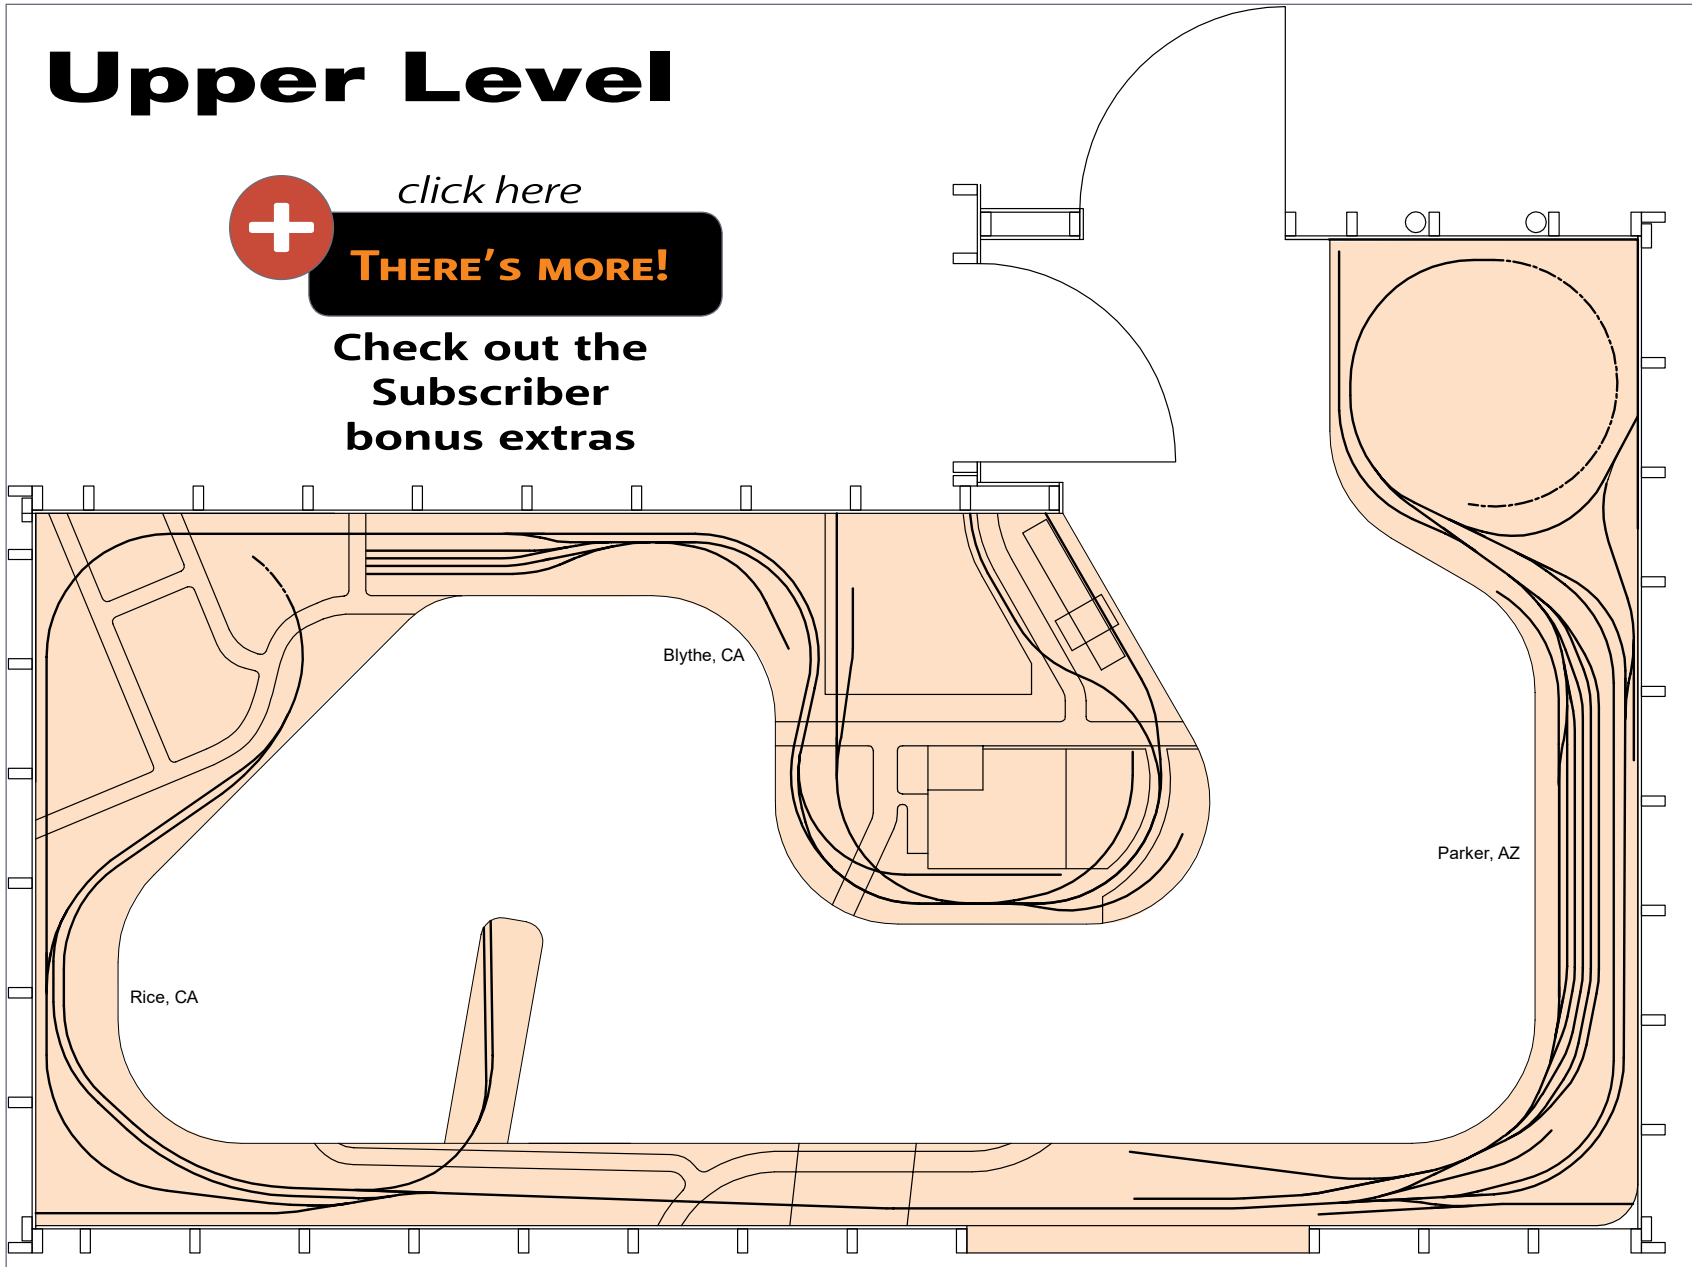 Upper Level
click here
There's more!
Check out the
Subscriber
bonus extras
Blythe, CA
Parker, AZ
Rice, CA